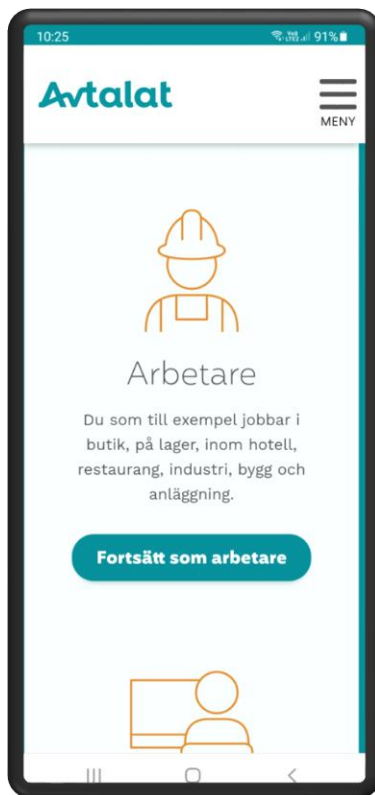 10:25
91%
Avtalat
MENY
Arbetare
Du som till exempel jobbar i
butik, på lager, inom hotell,
restaurang, industri, bygg och
anläggning.
Fortsätt som arbetare